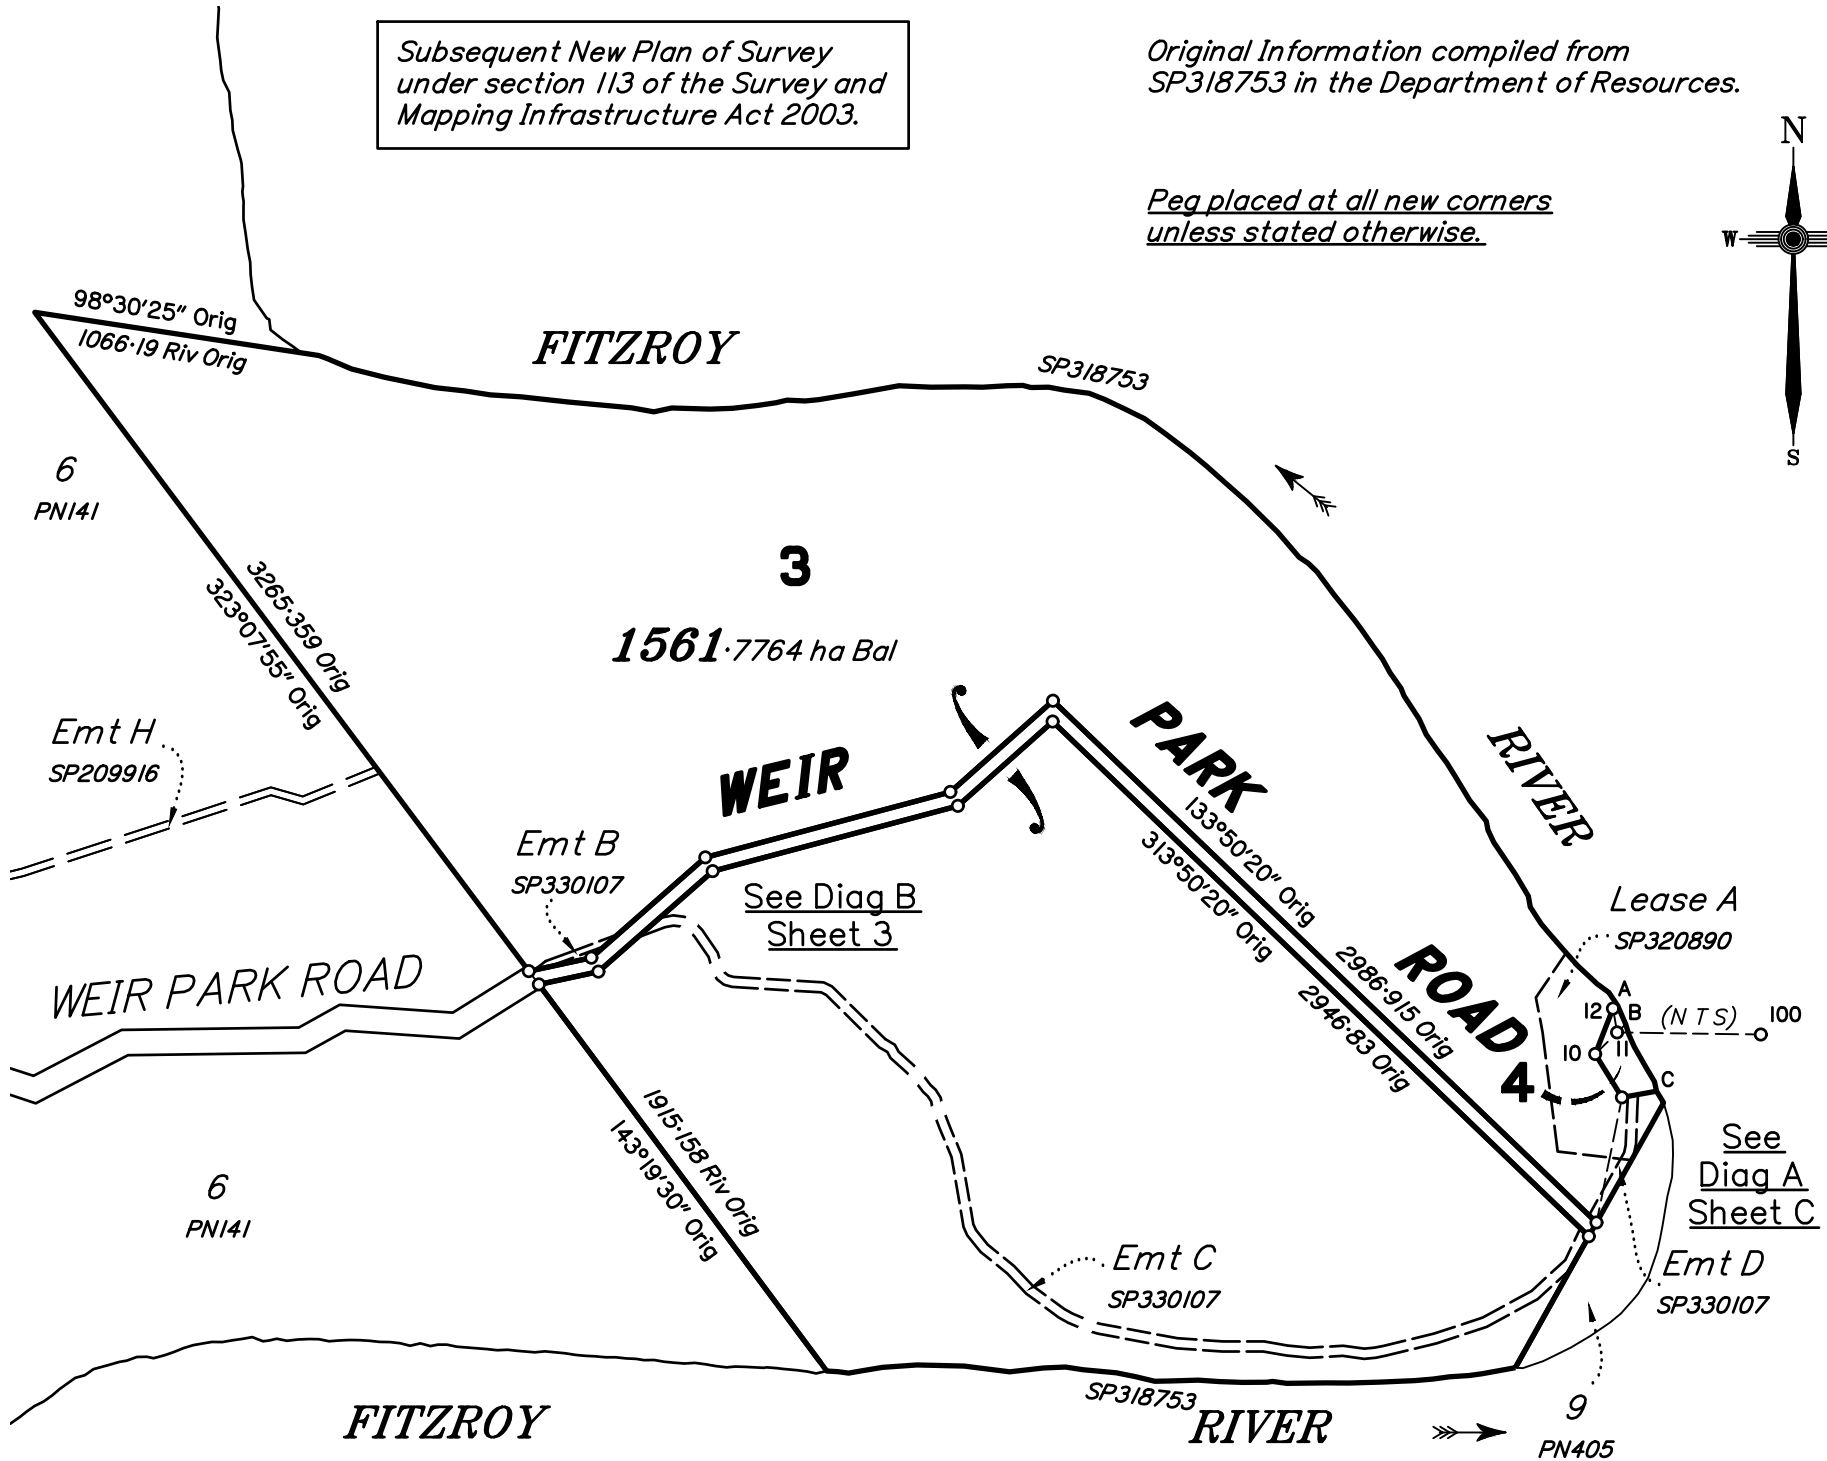 Subsequent New Plan of Survey
under section 113 of the Survey and
Mapping Infrastructure Act 2003.
Original Information compiled from
SP318753 in the Department of Resources.
Peg placed at all new corners
unless stated otherwise.
N
W
S
98°30'25" Orig
1066·19 Riv Orig
FITZROY
SP318753
6
PN141
3
1561·7764 ha Bal
3265·359 Orig
323°07'55" Orig
Emt H
SP209916
Emt B
SP330107
WEIR
PARK
ROAD
See Diag B
Sheet 3
133°50'20" Orig
313°50'20" Orig
2986·915 Orig
2946·83 Orig
RIVER
Lease A
SP320890
A
12
B
(NTS)
100
11
10
C
4
WEIR PARK ROAD
See
Diag A
Sheet C
1915·158 Riv Orig
143°19'30" Orig
6
PN141
Emt C
SP330107
Emt D
SP330107
SP318753
FITZROY
RIVER
9
PN405